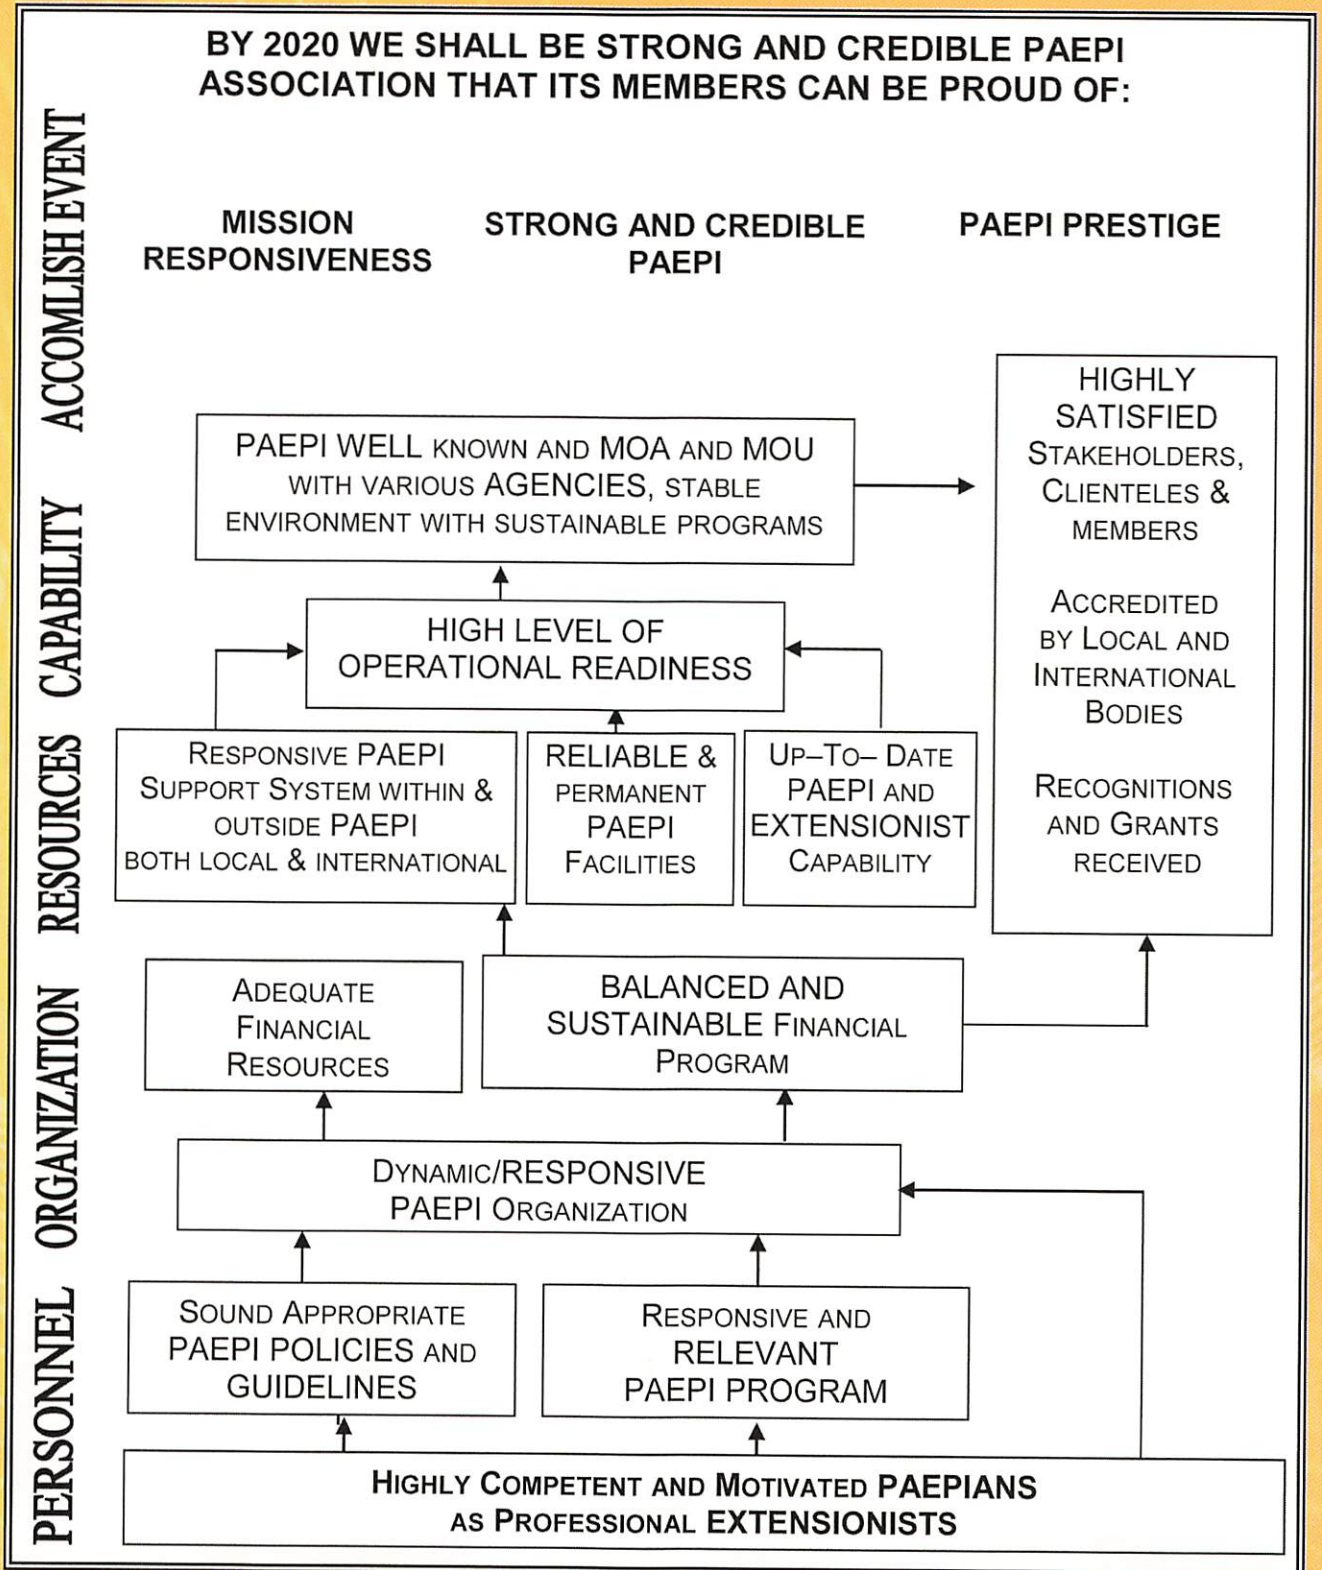 BY 2020 WE SHALL BE STRONG AND CREDIBLE PAEPI
ASSOCIATION THAT ITS MEMBERS CAN BE PROUD OF:
ACCOMLISH EVENT
MISSION
RESPONSIVENESS
STRONG AND CREDIBLE
PAEPI
PAEPI PRESTIGE
HIGHLY
SATISFIED
STAKEHOLDERS,
CLIENTELES &
MEMBERS
ACCREDITED
BY LOCAL AND
INTERNATIONAL
BODIES
RECOGNITIONS
AND GRANTS
RECEIVED
CAPABILITY
PAEPI WELL KNOWN AND MOA AND MOU
WITH VARIOUS AGENCIES, STABLE
ENVIRONMENT WITH SUSTAINABLE PROGRAMS
HIGH LEVEL OF
OPERATIONAL READINESS
RESOURCES
RESPONSIVE PAEPI
SUPPORT SYSTEM WITHIN &
OUTSIDE PAEPI
BOTH LOCAL & INTERNATIONAL
RELIABLE &
PERMANENT
PAEPI
FACILITIES
UP–TO– DATE
PAEPI AND
EXTENSIONIST
CAPABILITY
ORGANIZATION
ADEQUATE
FINANCIAL
RESOURCES
BALANCED AND
SUSTAINABLE FINANCIAL
PROGRAM
DYNAMIC/RESPONSIVE
PAEPI ORGANIZATION
PERSONNEL
SOUND APPROPRIATE
PAEPI POLICIES AND
GUIDELINES
RESPONSIVE AND
RELEVANT
PAEPI PROGRAM
HIGHLY COMPETENT AND MOTIVATED PAEPIANS
AS PROFESSIONAL EXTENSIONISTS